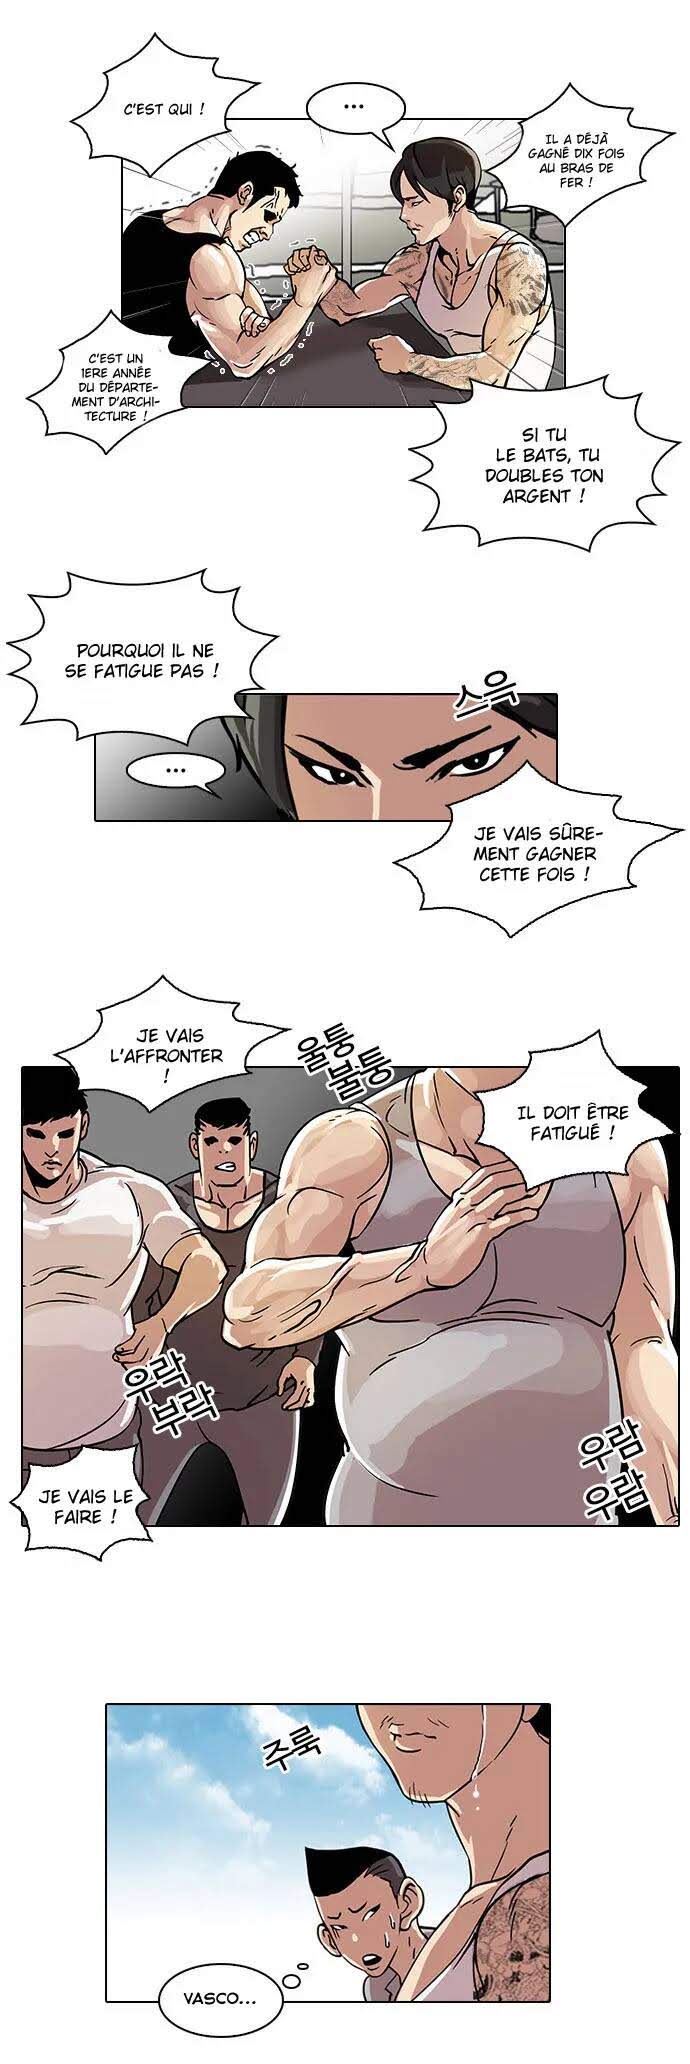 C'EST QUI !
...
IL A DÉJÀ
GAGNÉ DIX FOIS
AU BRAS DE
FER !
C'EST UN
1ERE ANNÉE
DU DÉPARTE-
MENT D'ARCHI-
TECTURE !
SI TU
LE BATS, TU
DOUBLES TON
ARGENT !
POURQUOI IL NE
SE FATIGUE PAS !
스윽
...
JE VAIS SÛRE-
MENT GAGNER
CETTE FOIS !
JE VAIS
L'AFFRONTER
!
울퉁
불퉁
IL DOIT ÊTRE
FATIGUÉ !
우락
부락
우람
우람
JE VAIS LE
FAIRE !
주룩
VASCO...